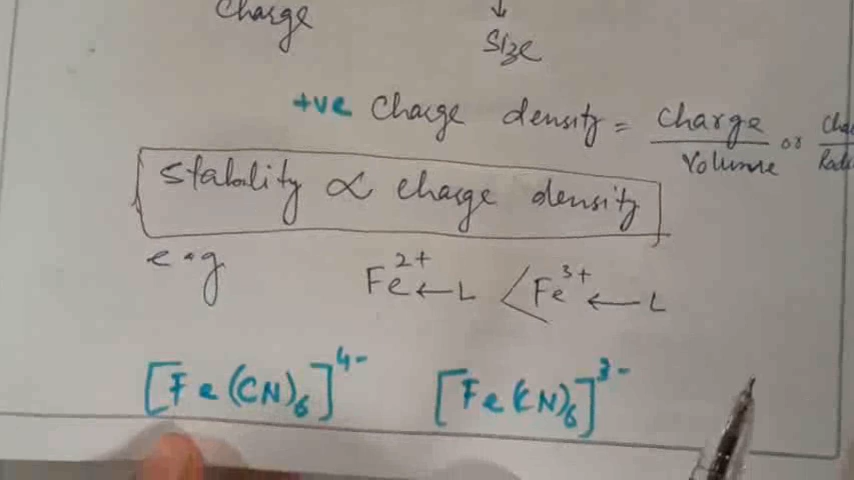 Charge
↓
Size
+ve Charge density = Charge/Volume or
Stability ∝ charge density
e.g Fe²⁺←L < Fe³⁺←L
[Fe(CN)₆]⁴⁻ [Fe(CN)₆]³⁻